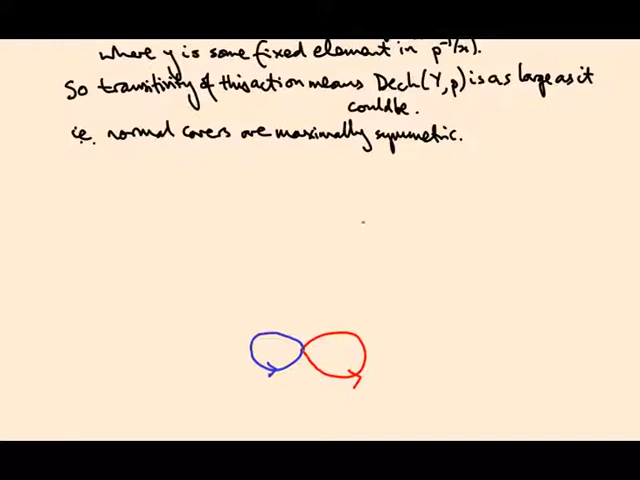 where y is some fixed element in p⁻¹(x).
So transitivity of this action means Deck(Y,p) is as large as it
could be.
i.e. normal covers are maximally symmetric.